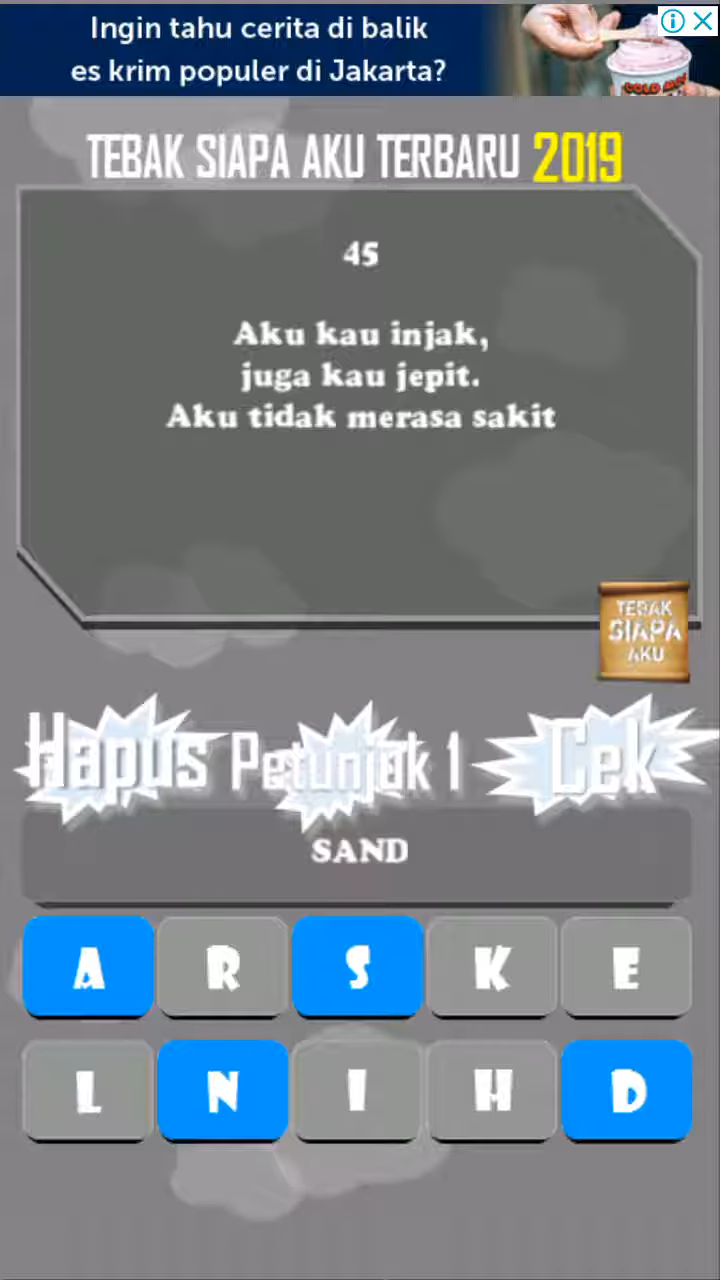 Ingin tahu cerita di balik
es krim populer di Jakarta?
TEBAK SIAPA AKU TERBARU 2019
45
Aku kau injak,
juga kau jepit.
Aku tidak merasa sakit
TEBAK
SIAPA
AKU
Hapus Petunjuk 1 Cek
SAND
A R S K E
L N I H D